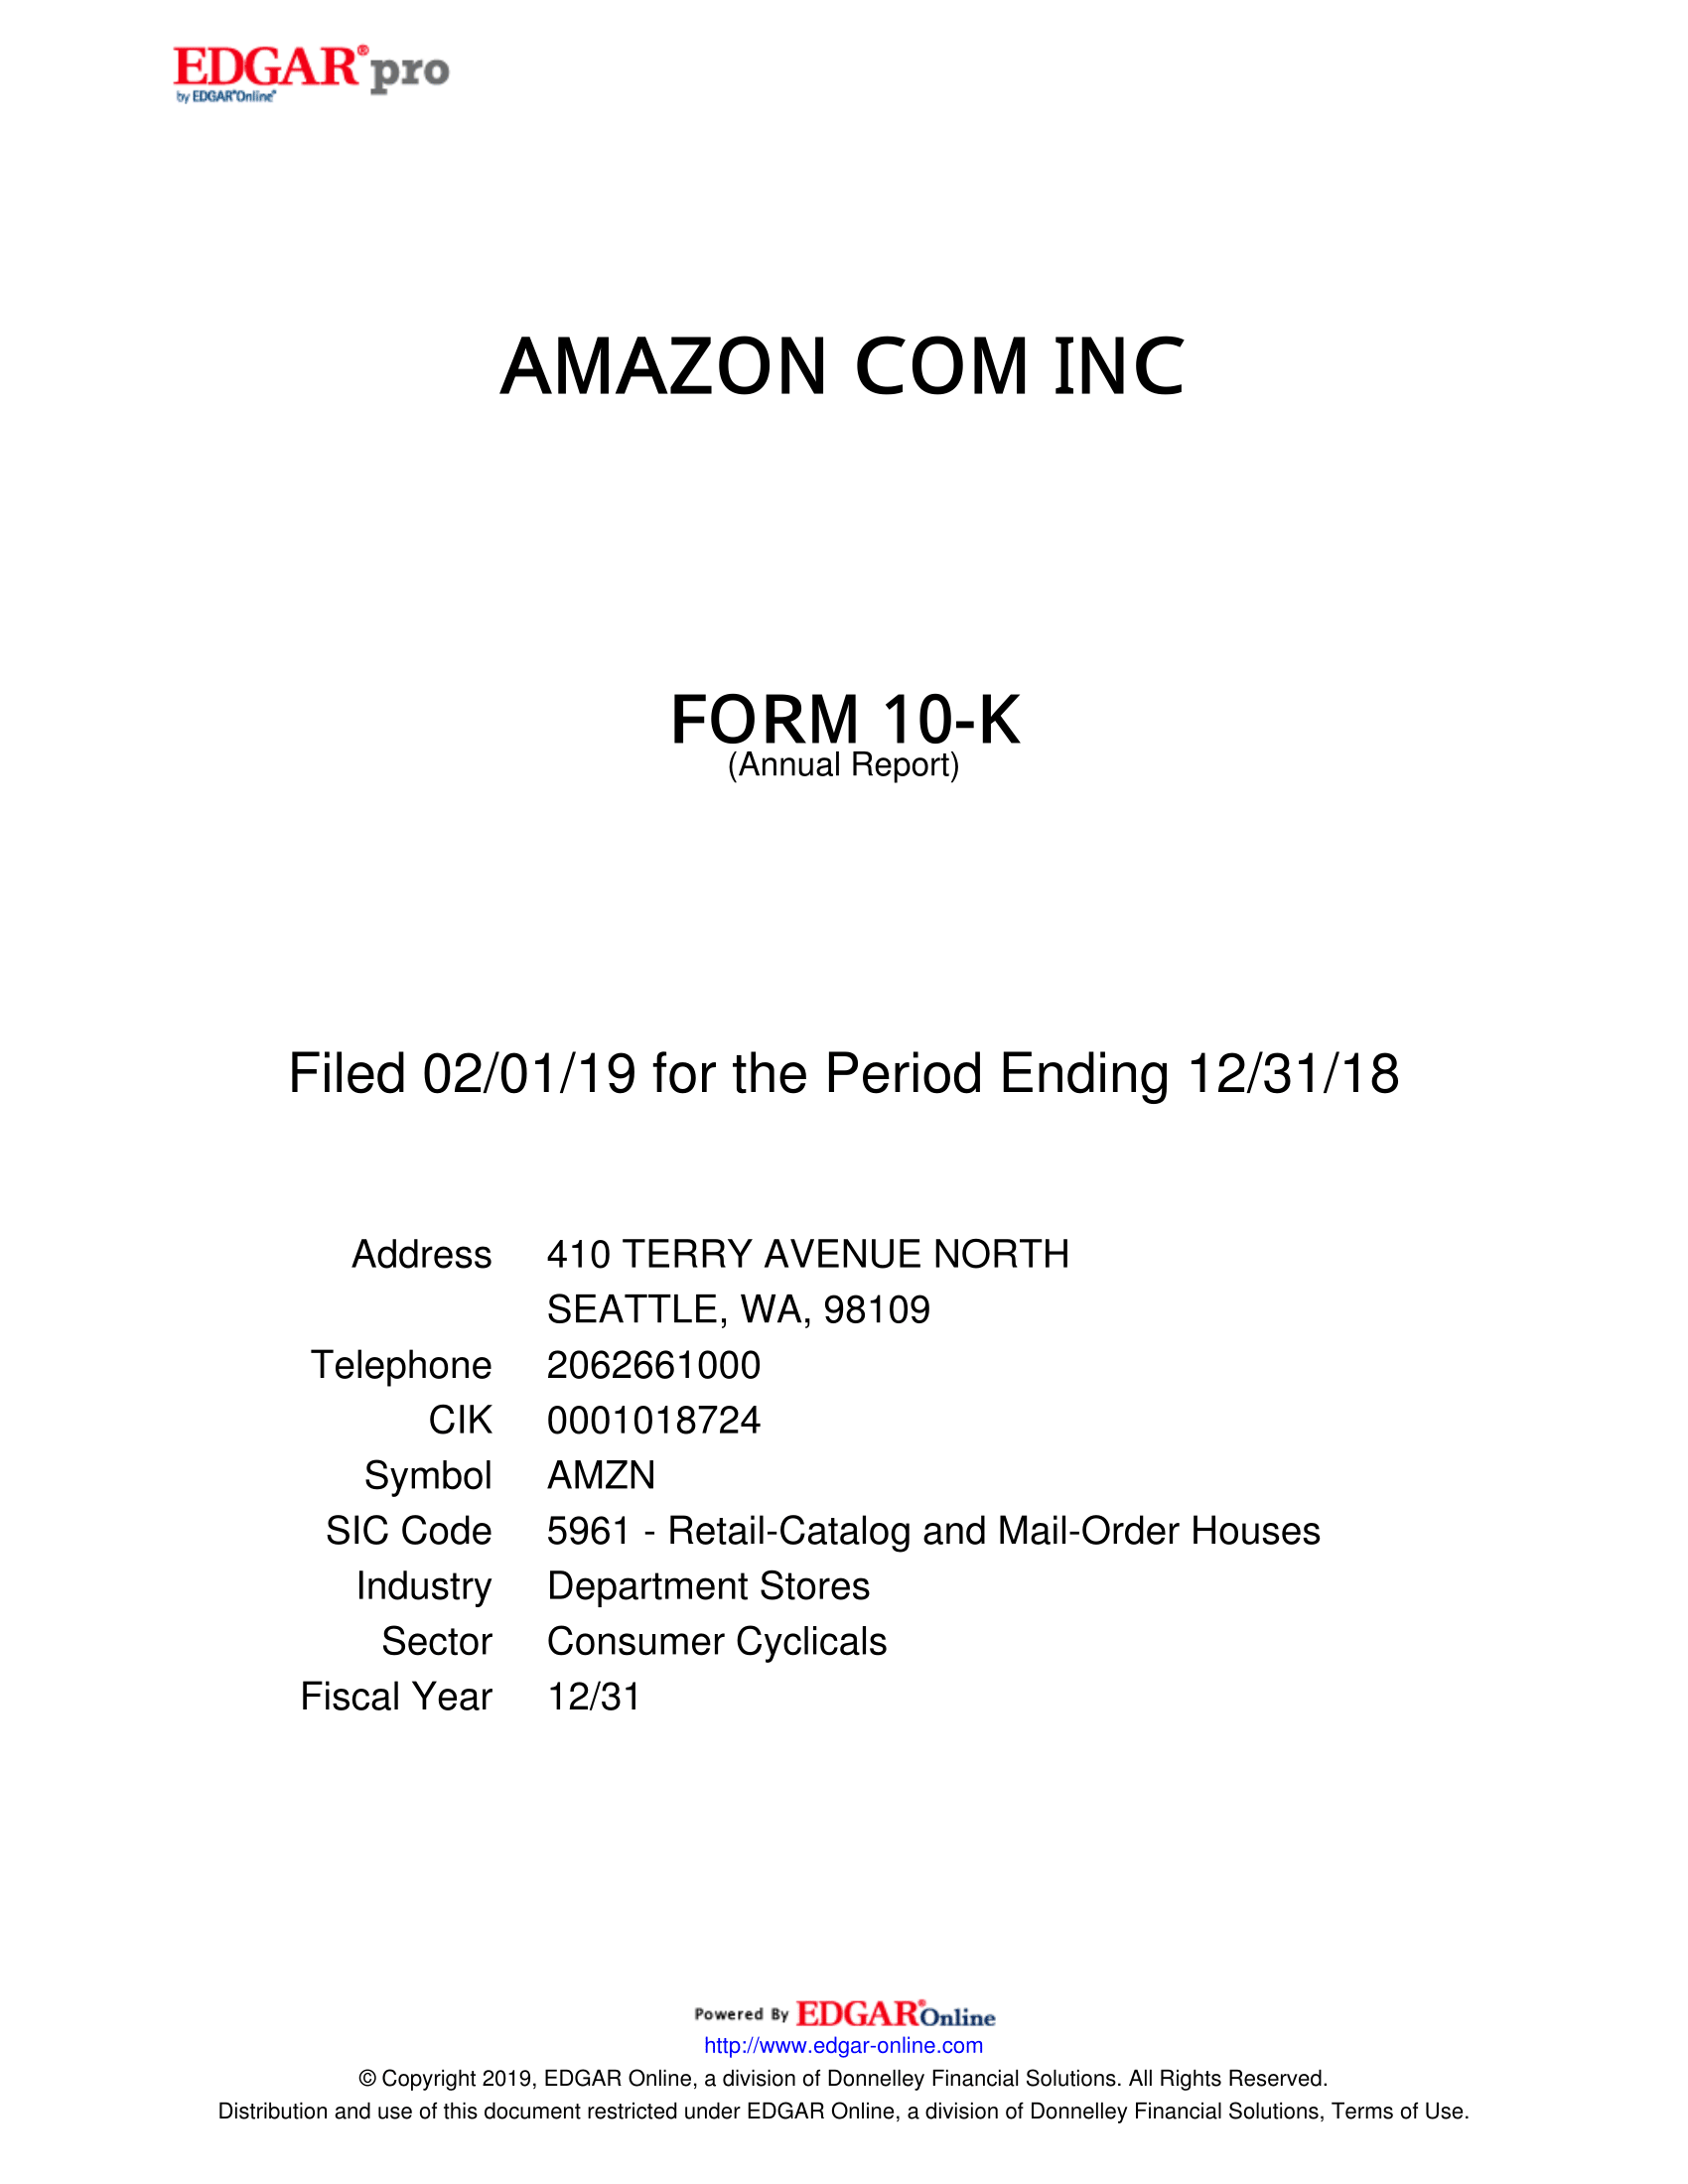 EDGAR® pro
by EDGAR®Online®
AMAZON COM INC
FORM 10-K
(Annual Report)
Filed 02/01/19 for the Period Ending 12/31/18
Address 410 TERRY AVENUE NORTH
SEATTLE, WA, 98109
Telephone 2062661000
CIK 0001018724
Symbol AMZN
SIC Code 5961 - Retail-Catalog and Mail-Order Houses
Industry Department Stores
Sector Consumer Cyclicals
Fiscal Year 12/31
Powered By EDGAR®Online
http://www.edgar-online.com
© Copyright 2019, EDGAR Online, a division of Donnelley Financial Solutions. All Rights Reserved.
Distribution and use of this document restricted under EDGAR Online, a division of Donnelley Financial Solutions, Terms of Use.